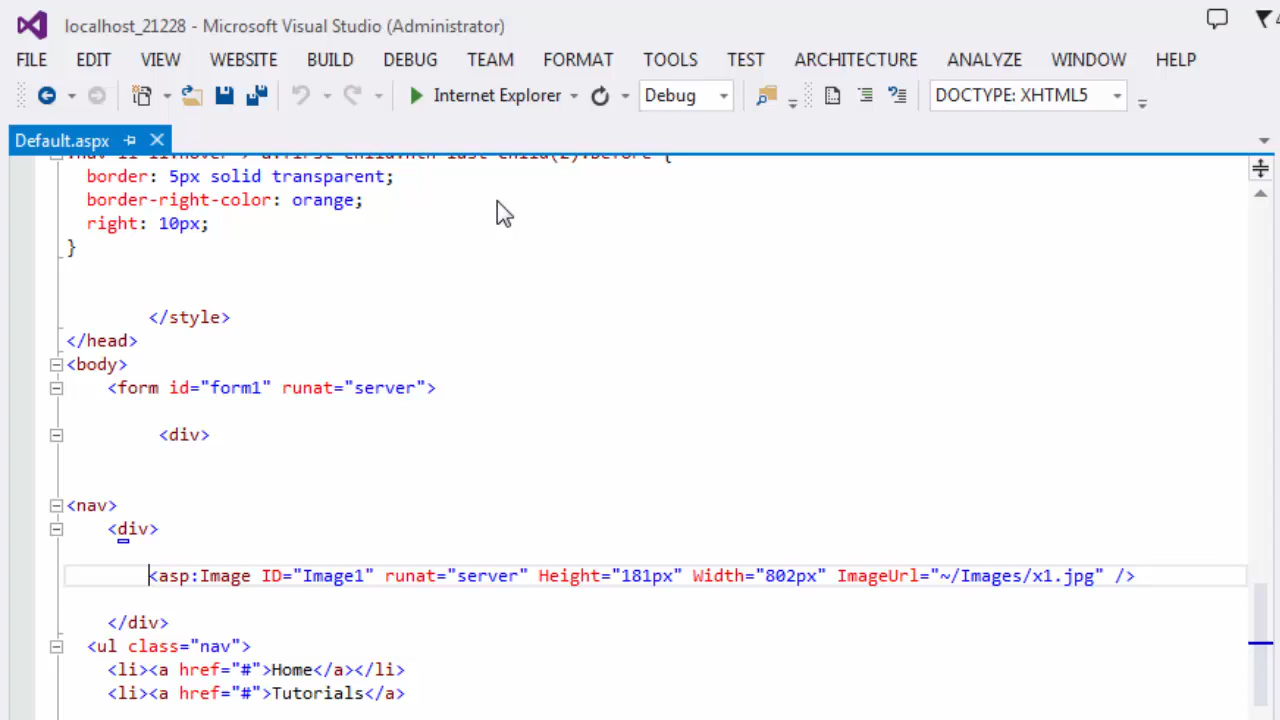 localhost_21228 - Microsoft Visual Studio (Administrator)
FILE EDIT VIEW WEBSITE BUILD DEBUG TEAM FORMAT TOOLS TEST ARCHITECTURE ANALYZE WINDOW HELP
Internet Explorer Debug DOCTYPE: XHTML5
Default.aspx
border: 5px solid transparent;
border-right-color: orange;
right: 10px;
}
</style>
</head>
<body>
<form id="form1" runat="server">
<div>
<nav>
<div>
<asp:Image ID="Image1" runat="server" Height="181px" Width="802px" ImageUrl="~/Images/x1.jpg" />
</div>
<ul class="nav">
<li><a href="#">Home</a></li>
<li><a href="#">Tutorials</a>